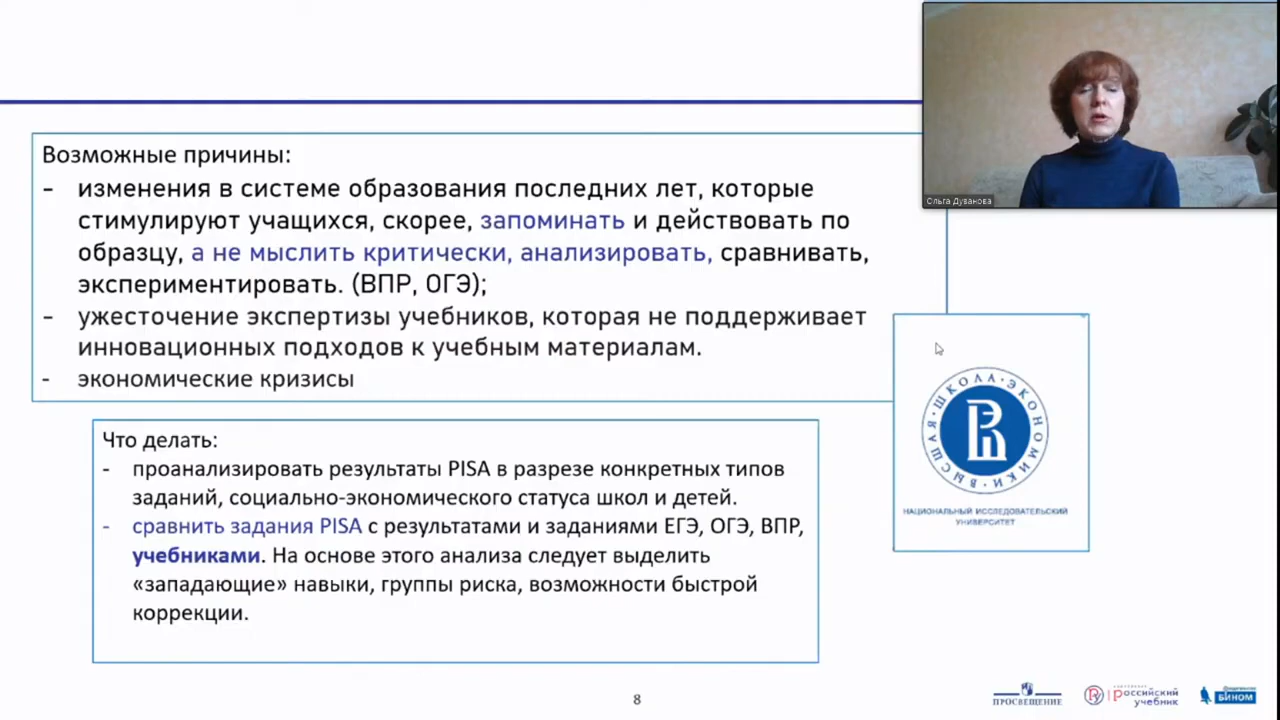 Ольга Дуванова
Возможные причины:
- изменения в системе образования последних лет, которые
стимулируют учащихся, скорее, запоминать и действовать по
образцу, а не мыслить критически, анализировать, сравнивать,
экспериментировать. (ВПР, ОГЭ);
- ужесточение экспертизы учебников, которая не поддерживает
инновационных подходов к учебным материалам.
- экономические кризисы
ВЫСШАЯ · ШКОЛА · ЭКОНОМИКИ
НАЦИОНАЛЬНЫЙ ИССЛЕДОВАТЕЛЬСКИЙ
УНИВЕРСИТЕТ
Что делать:
- проанализировать результаты PISA в разрезе конкретных типов
заданий, социально-экономического статуса школ и детей.
- сравнить задания PISA с результатами и заданиями ЕГЭ, ОГЭ, ВПР,
учебниками. На основе этого анализа следует выделить
«западающие» навыки, группы риска, возможности быстрой
коррекции.
8
ПРОСВЕЩЕНИЕ
Российский
учебник
БИНОМ